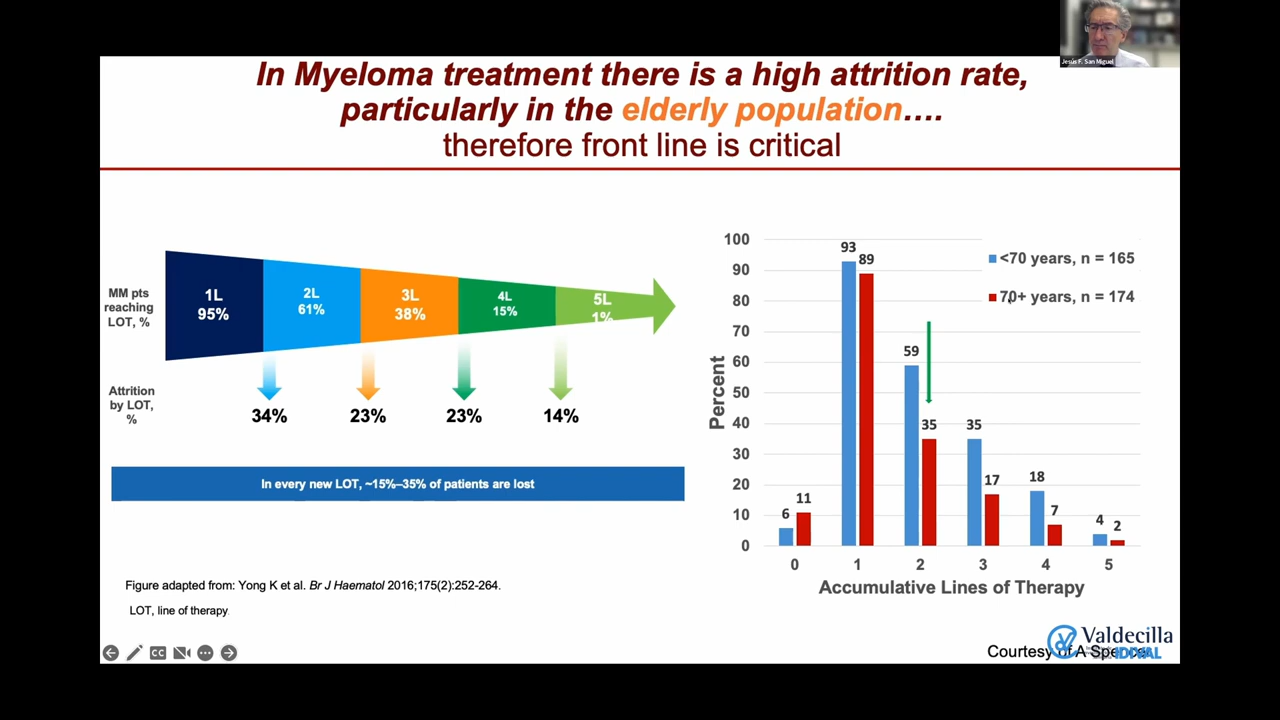 Jesús F. San Miguel
In Myeloma treatment there is a high attrition rate,
particularly in the elderly population....
therefore front line is critical
MM pts
reaching
LOT, %
1L
95%
2L
61%
3L
38%
4L
15%
5L
1%
Attrition
by LOT,
%
34%
23%
23%
14%
In every new LOT, ~15%–35% of patients are lost
Figure adapted from: Yong K et al. Br J Haematol 2016;175(2):252-264.
LOT, line of therapy.
Percent
100
90
80
70
60
50
40
30
20
10
0
<70 years, n = 165
70+ years, n = 174
6
11
93
89
59
35
35
17
18
7
4
2
0
1
2
3
4
5
Accumulative Lines of Therapy
CC
Courtesy of A
Valdecilla
IDIVAL